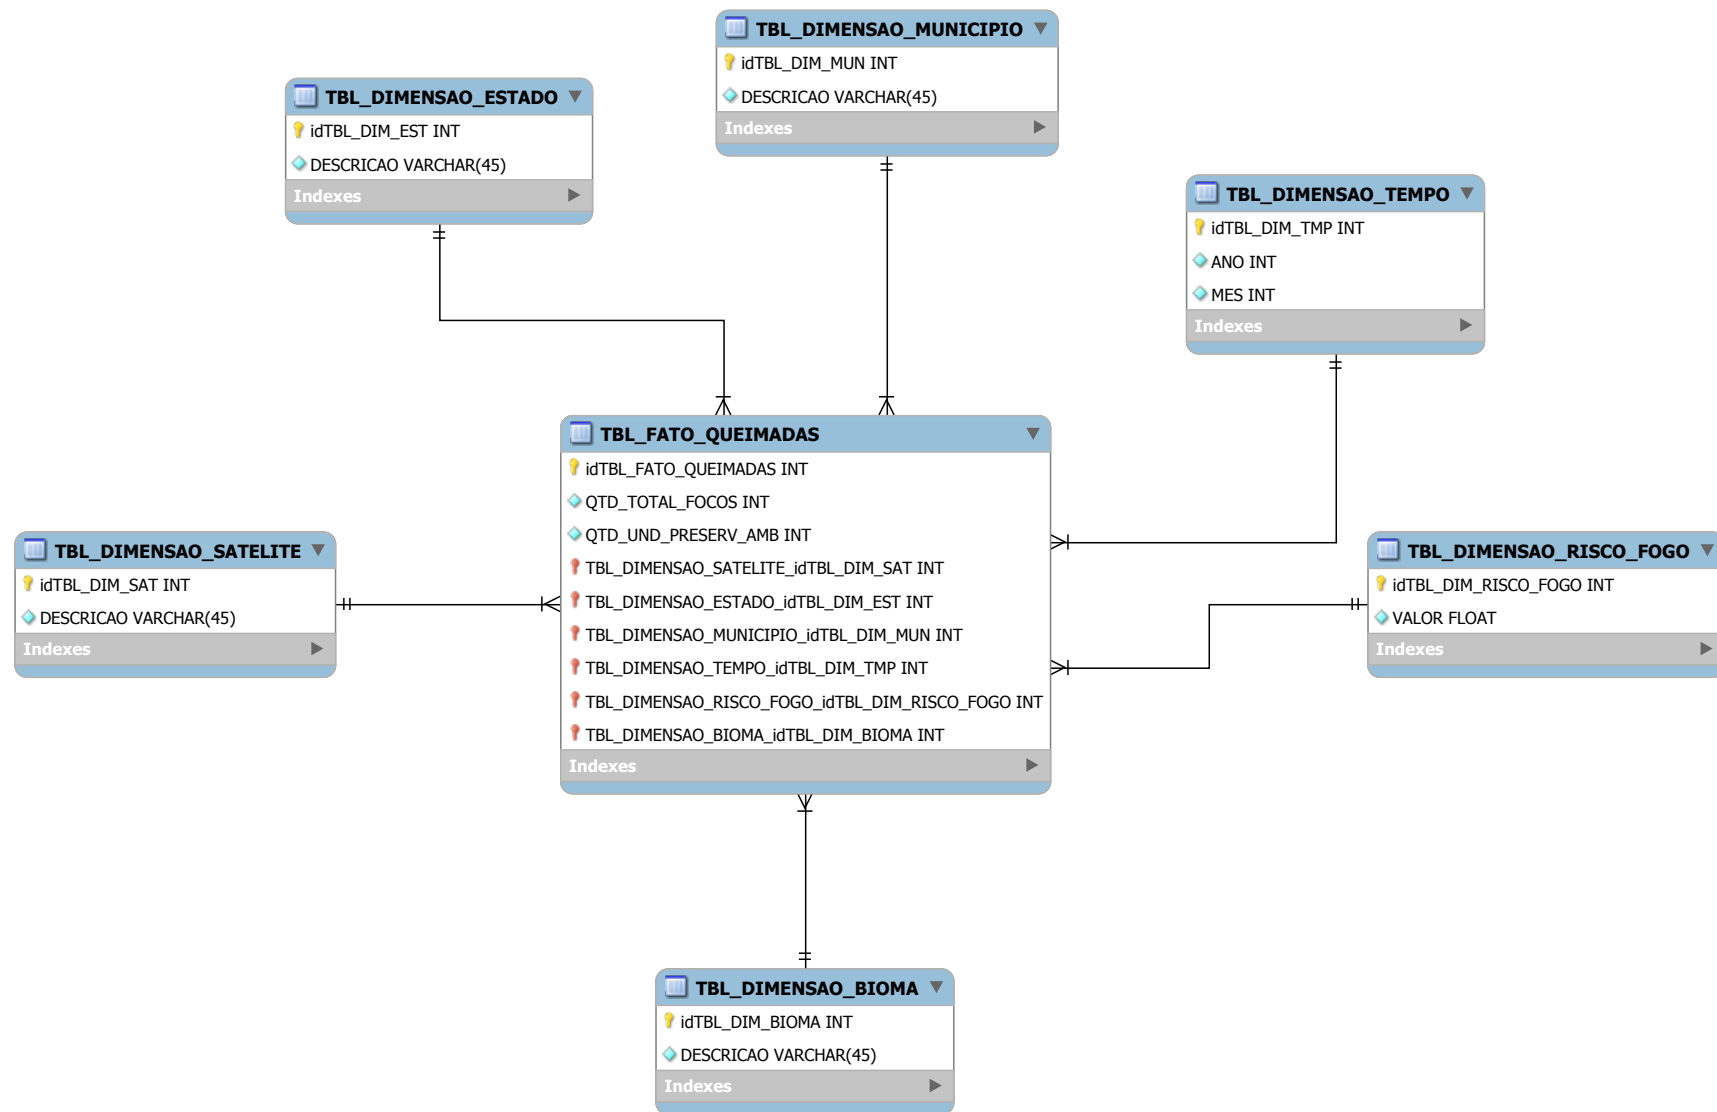 TBL_DIMENSAO_MUNICIPIO
idTBL_DIM_MUN INT
DESCRICAO VARCHAR(45)
Indexes
TBL_DIMENSAO_ESTADO
idTBL_DIM_EST INT
DESCRICAO VARCHAR(45)
Indexes
TBL_DIMENSAO_TEMPO
idTBL_DIM_TMP INT
ANO INT
MES INT
Indexes
TBL_FATO_QUEIMADAS
idTBL_FATO_QUEIMADAS INT
QTD_TOTAL_FOCOS INT
QTD_UND_PRESERV_AMB INT
TBL_DIMENSAO_SATELITE_idTBL_DIM_SAT INT
TBL_DIMENSAO_ESTADO_idTBL_DIM_EST INT
TBL_DIMENSAO_MUNICIPIO_idTBL_DIM_MUN INT
TBL_DIMENSAO_TEMPO_idTBL_DIM_TMP INT
TBL_DIMENSAO_RISCO_FOGO_idTBL_DIM_RISCO_FOGO INT
TBL_DIMENSAO_BIOMA_idTBL_DIM_BIOMA INT
Indexes
TBL_DIMENSAO_SATELITE
idTBL_DIM_SAT INT
DESCRICAO VARCHAR(45)
Indexes
TBL_DIMENSAO_RISCO_FOGO
idTBL_DIM_RISCO_FOGO INT
VALOR FLOAT
Indexes
TBL_DIMENSAO_BIOMA
idTBL_DIM_BIOMA INT
DESCRICAO VARCHAR(45)
Indexes